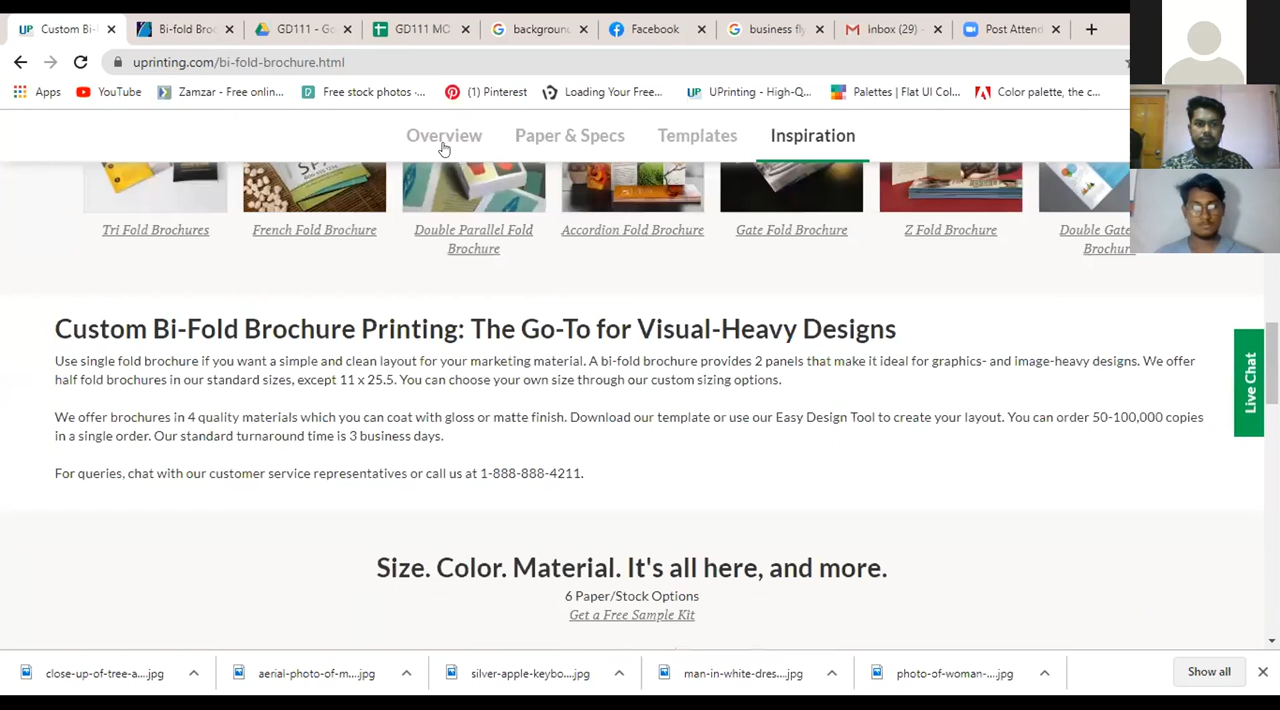 UP Custom Bi-
Bi-fold Broc
GD111 - Go
GD111 MO
background
Facebook
business fly
Inbox (29) -
Post Attend
uprinting.com/bi-fold-brochure.html
Apps
YouTube
Zamzar - Free onlin...
Free stock photos ·...
(1) Pinterest
Loading Your Free...
UP UPrinting - High-Q...
Palettes | Flat UI Col...
Color palette, the c...
Overview
Paper & Specs
Templates
Inspiration
Tri Fold Brochures
French Fold Brochure
Double Parallel Fold
Brochure
Accordion Fold Brochure
Gate Fold Brochure
Z Fold Brochure
Double Gate
Brochur
Custom Bi-Fold Brochure Printing: The Go-To for Visual-Heavy Designs
Use single fold brochure if you want a simple and clean layout for your marketing material. A bi-fold brochure provides 2 panels that make it ideal for graphics- and image-heavy designs. We offer
half fold brochures in our standard sizes, except 11 x 25.5. You can choose your own size through our custom sizing options.
We offer brochures in 4 quality materials which you can coat with gloss or matte finish. Download our template or use our Easy Design Tool to create your layout. You can order 50-100,000 copies
in a single order. Our standard turnaround time is 3 business days.
For queries, chat with our customer service representatives or call us at 1-888-888-4211.
Live Chat
Size. Color. Material. It's all here, and more.
6 Paper/Stock Options
Get a Free Sample Kit
close-up-of-tree-a....jpg
aerial-photo-of-m....jpg
silver-apple-keybo....jpg
man-in-white-dres....jpg
photo-of-woman-....jpg
Show all